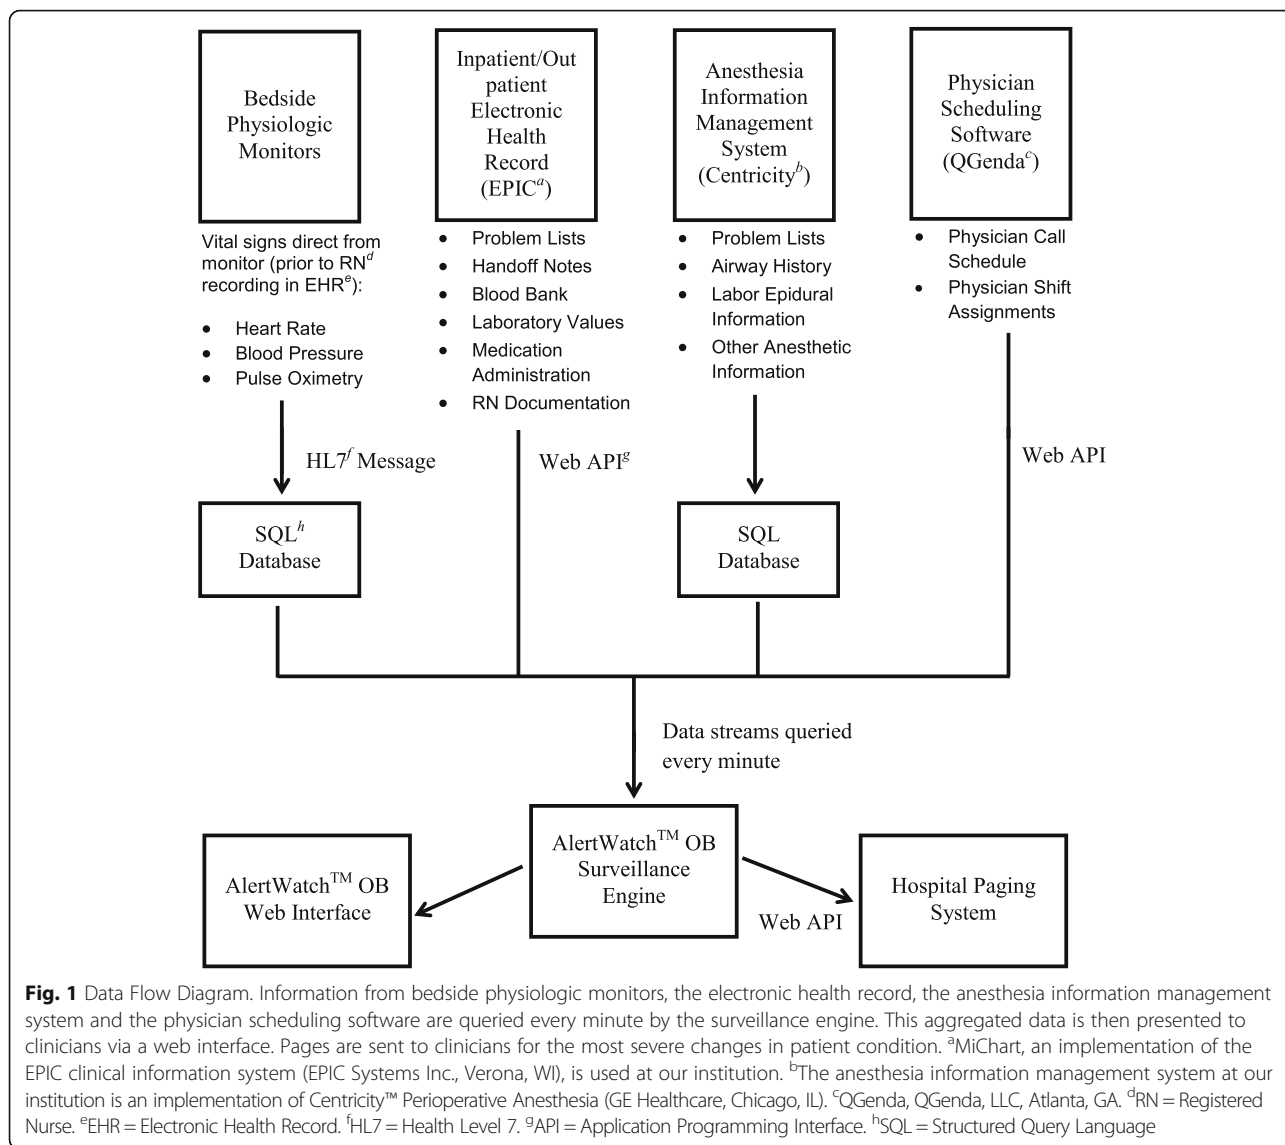 Bedside
Physiologic
Monitors
Inpatient/Out
patient
Electronic
Health
Record
(EPICᵃ)
Anesthesia
Information
Management
System
(Centricityᵇ)
Physician
Scheduling
Software
(QGendaᶜ)
Vital signs direct from
monitor (prior to RNᵈ
recording in EHRᵉ):
• Heart Rate
• Blood Pressure
• Pulse Oximetry
• Problem Lists
• Handoff Notes
• Blood Bank
• Laboratory Values
• Medication
Administration
• RN Documentation
• Problem Lists
• Airway History
• Labor Epidural
Information
• Other Anesthetic
Information
• Physician Call
Schedule
• Physician Shift
Assignments
HL7ᶠ Message
Web APIᵍ
Web API
SQLʰ
Database
SQL
Database
Data streams queried
every minute
AlertWatch™ OB
Web Interface
AlertWatch™ OB
Surveillance
Engine
Web API
Hospital Paging
System
Fig. 1 Data Flow Diagram. Information from bedside physiologic monitors, the electronic health record, the anesthesia information management
system and the physician scheduling software are queried every minute by the surveillance engine. This aggregated data is then presented to
clinicians via a web interface. Pages are sent to clinicians for the most severe changes in patient condition. ᵃMiChart, an implementation of the
EPIC clinical information system (EPIC Systems Inc., Verona, WI), is used at our institution. ᵇThe anesthesia information management system at our
institution is an implementation of Centricity™ Perioperative Anesthesia (GE Healthcare, Chicago, IL). ᶜQGenda, QGenda, LLC, Atlanta, GA. ᵈRN = Registered
Nurse. ᵉEHR = Electronic Health Record. ᶠHL7 = Health Level 7. ᵍAPI = Application Programming Interface. ʰSQL = Structured Query Language